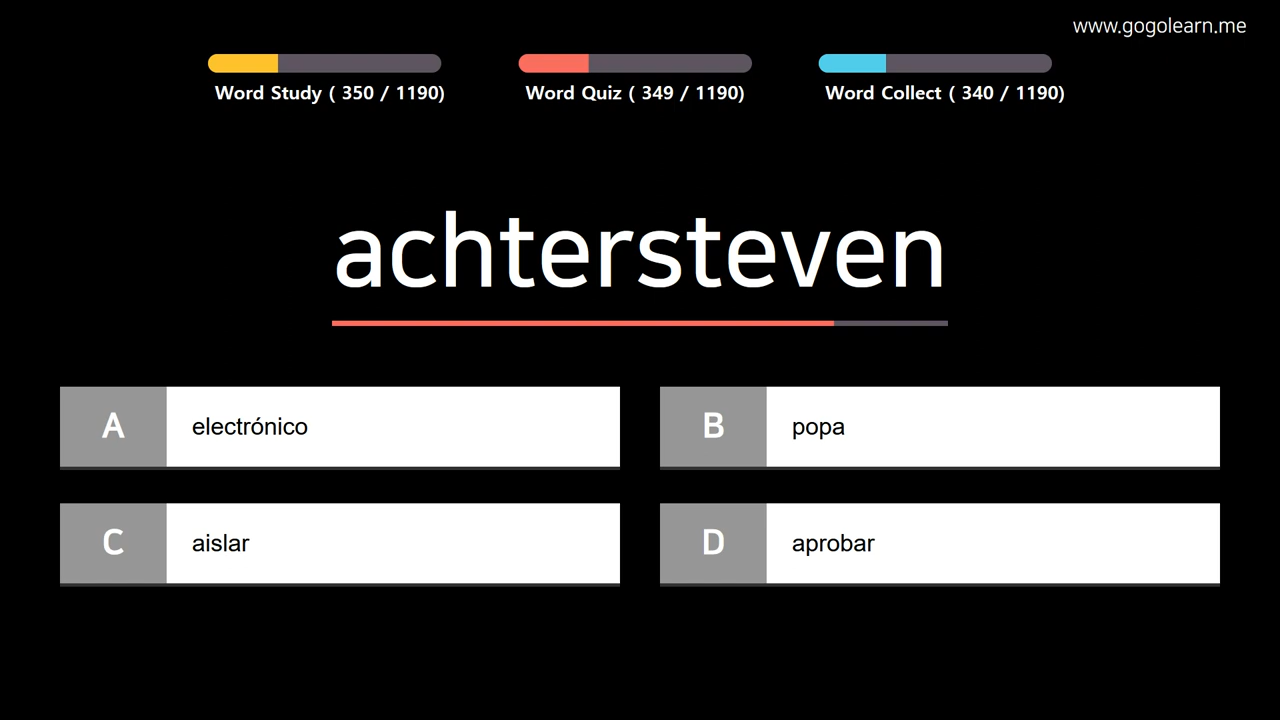 www.gogolearn.me
Word Study ( 350 / 1190)
Word Quiz ( 349 / 1190)
Word Collect ( 340 / 1190)
achtersteven
A electrónico
B popa
C aislar
D aprobar